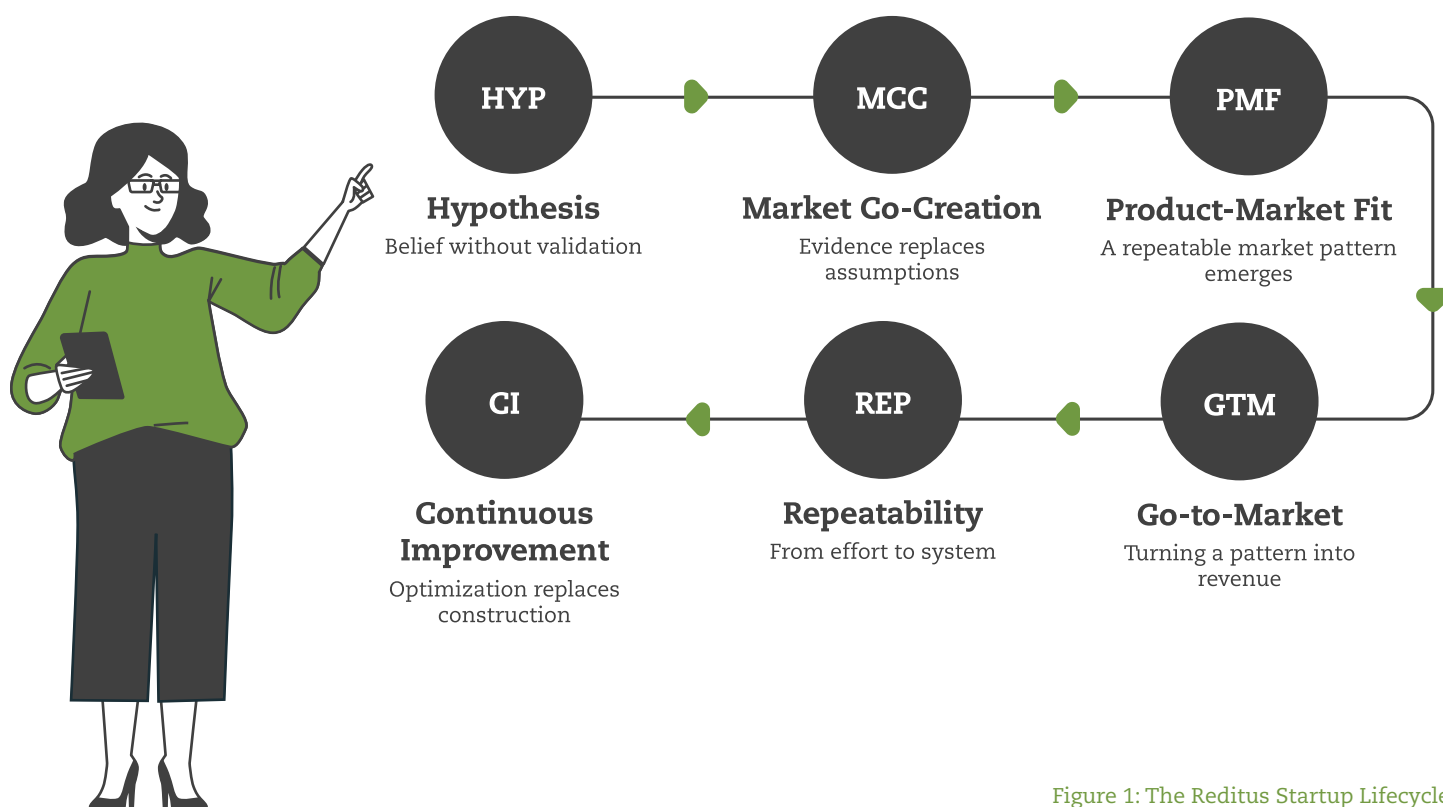 HYP
MCC
PMF
Hypothesis
Belief without validation
Market Co-Creation
Evidence replaces
assumptions
Product-Market Fit
A repeatable market pattern
emerges
CI
REP
GTM
Continuous
Improvement
Optimization replaces
construction
Repeatability
From effort to system
Go-to-Market
Turning a pattern into
revenue
Figure 1: The Reditus Startup Lifecycle